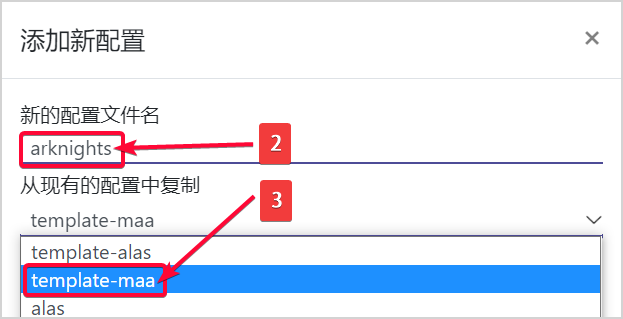 添加新配置 ×
新的配置文件名
arknights
2
从现有的配置中复制
3
template-maa
template-alas
template-maa
alas